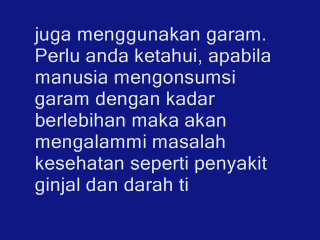 juga menggunakan garam.
Perlu anda ketahui, apabila
manusia mengonsumsi
garam dengan kadar
berlebihan maka akan
mengalammi masalah
kesehatan seperti penyakit
ginjal dan darah ti